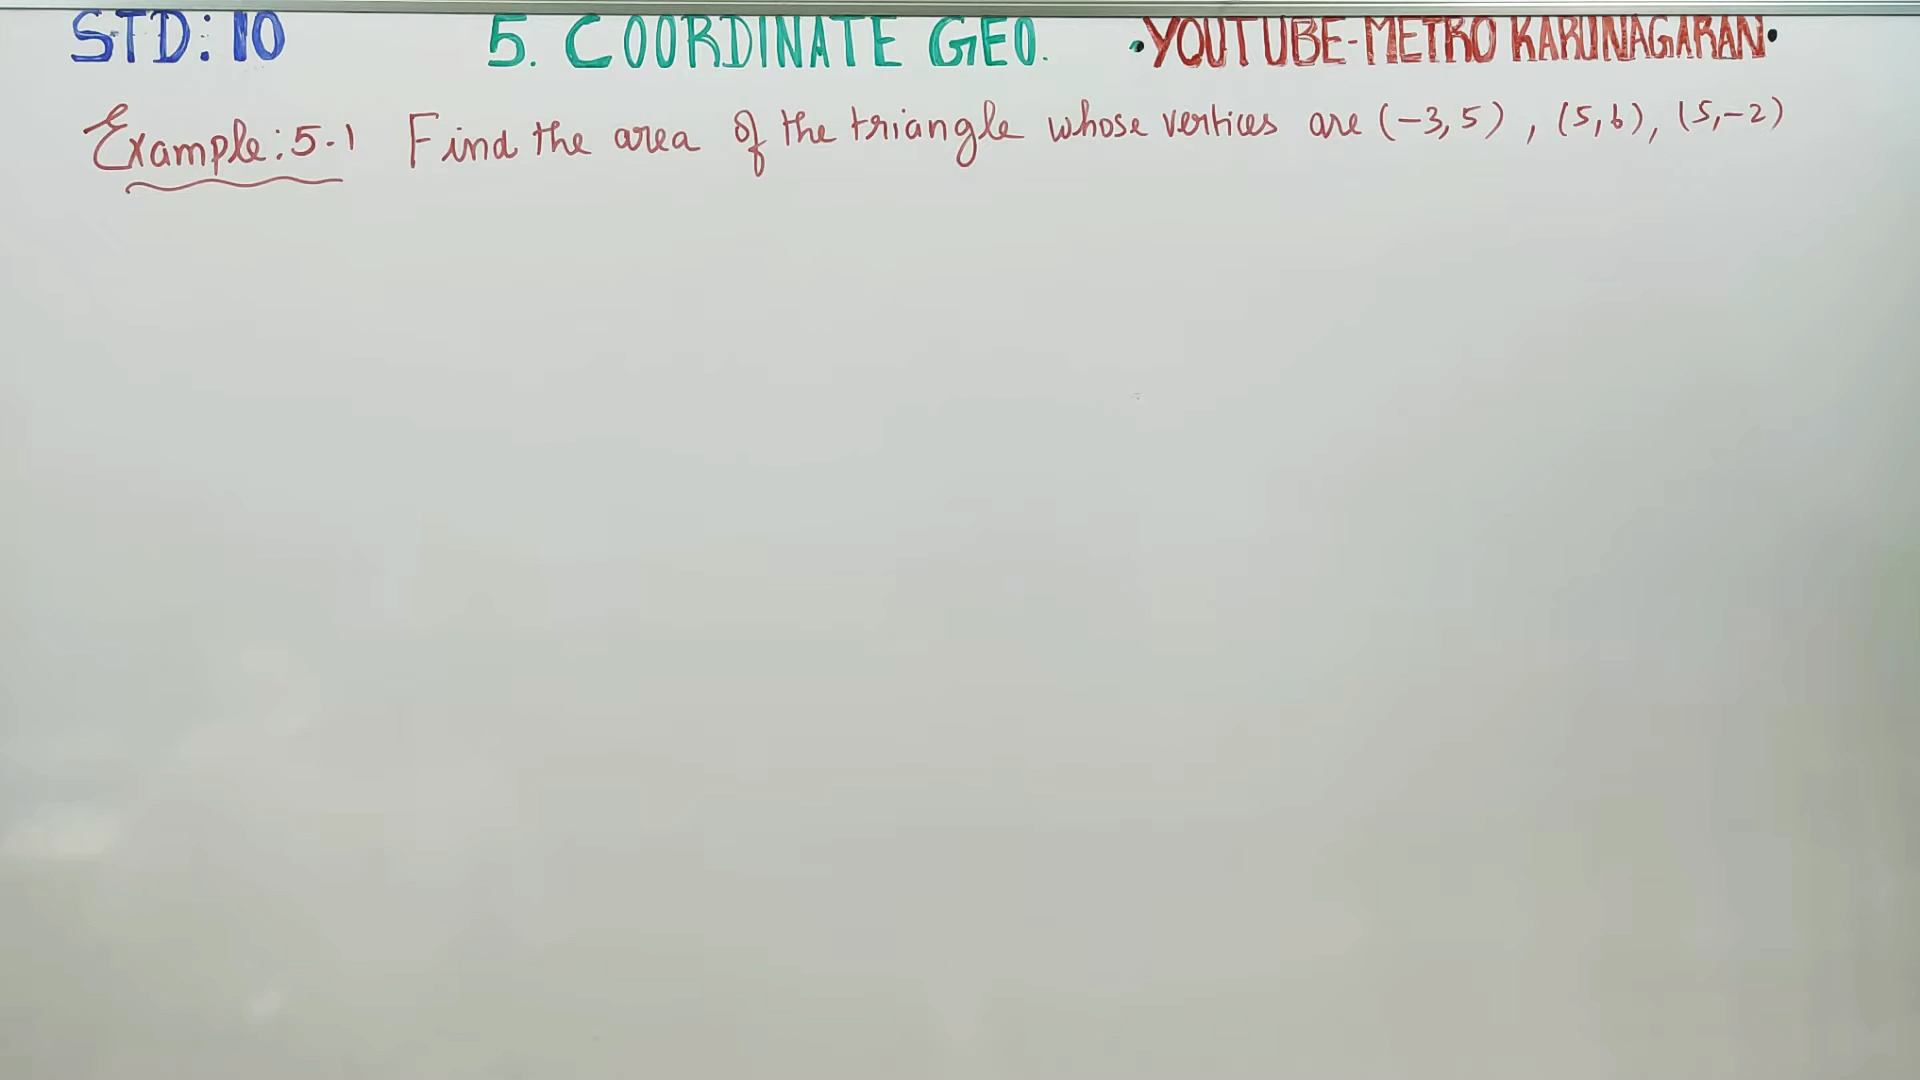 STD: 10 5. COORDINATE GEO. •YOUTUBE-METRO KARUNAGARAN•
Example: 5.1 Find the area of the triangle whose vertices are (-3,5), (5,6), (5,-2)